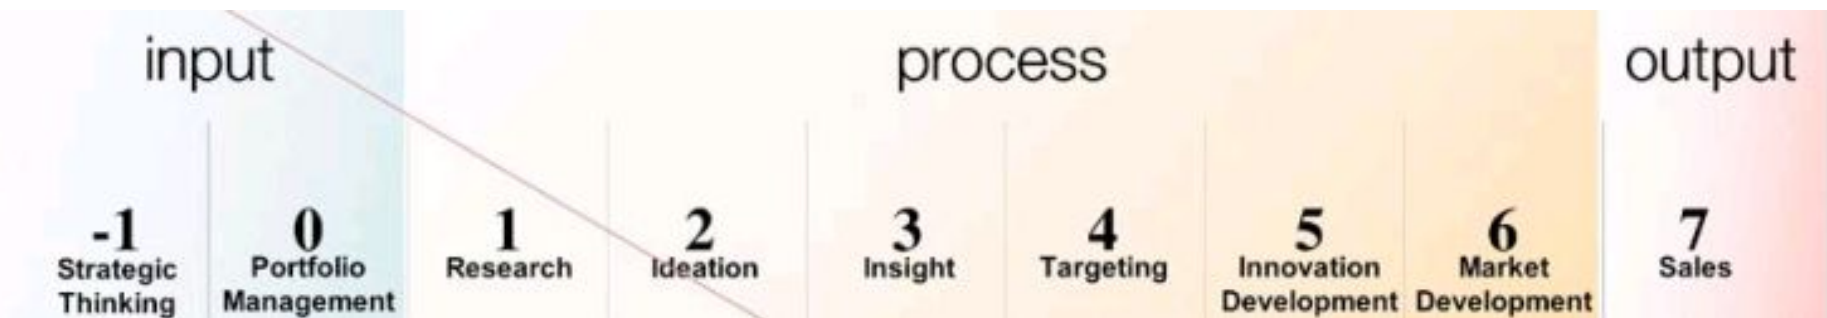 input process output
-1 0 1 2 3 4 5 6 7
Strategic Portfolio Research Ideation Insight Targeting Innovation Market Sales
Thinking Management Development Development